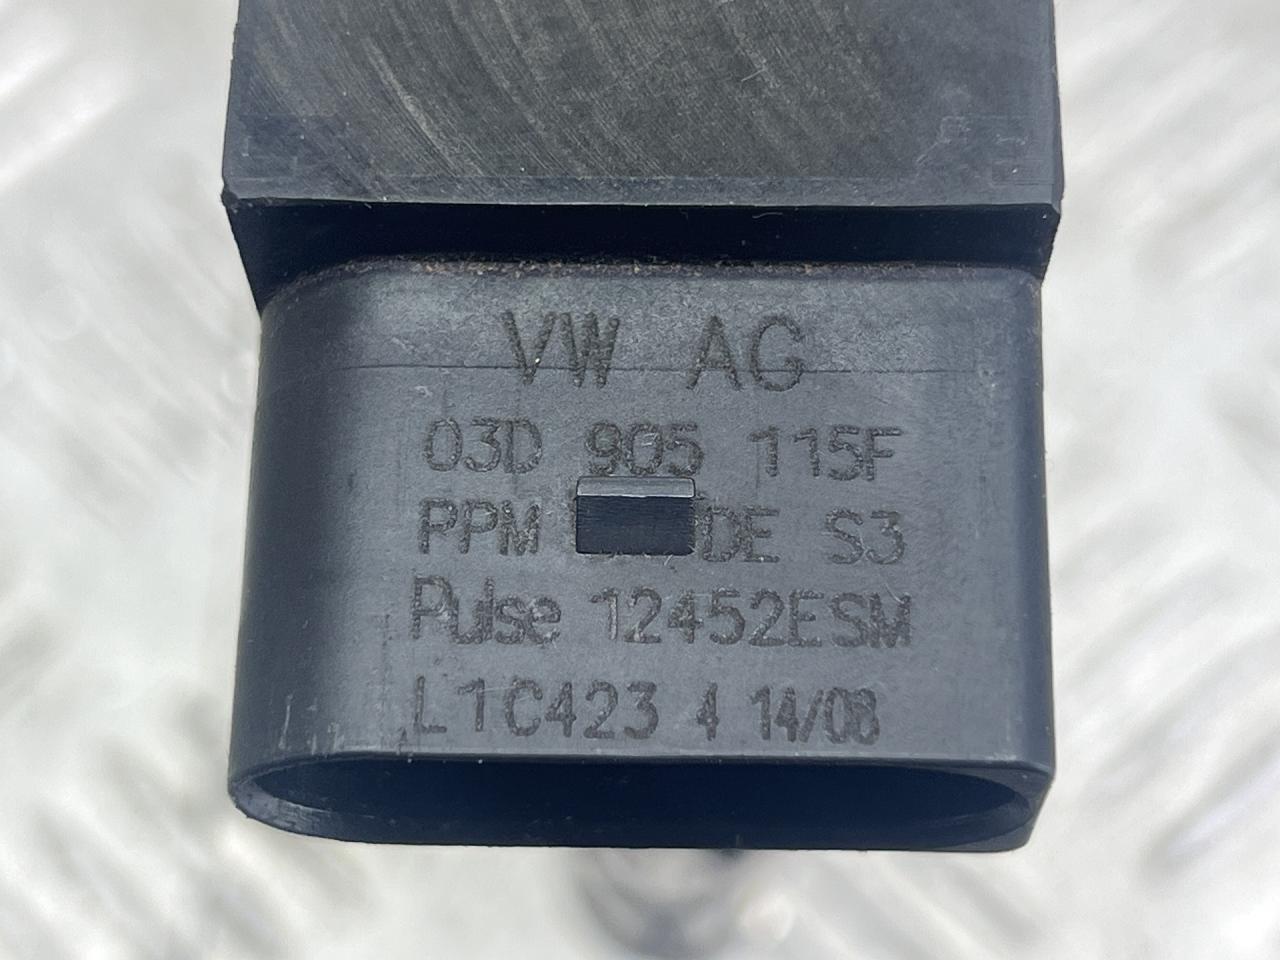 VW AG
03D 905 115F
PPM DE S3
Pulse 12452ESM
L1C423 4 14/08